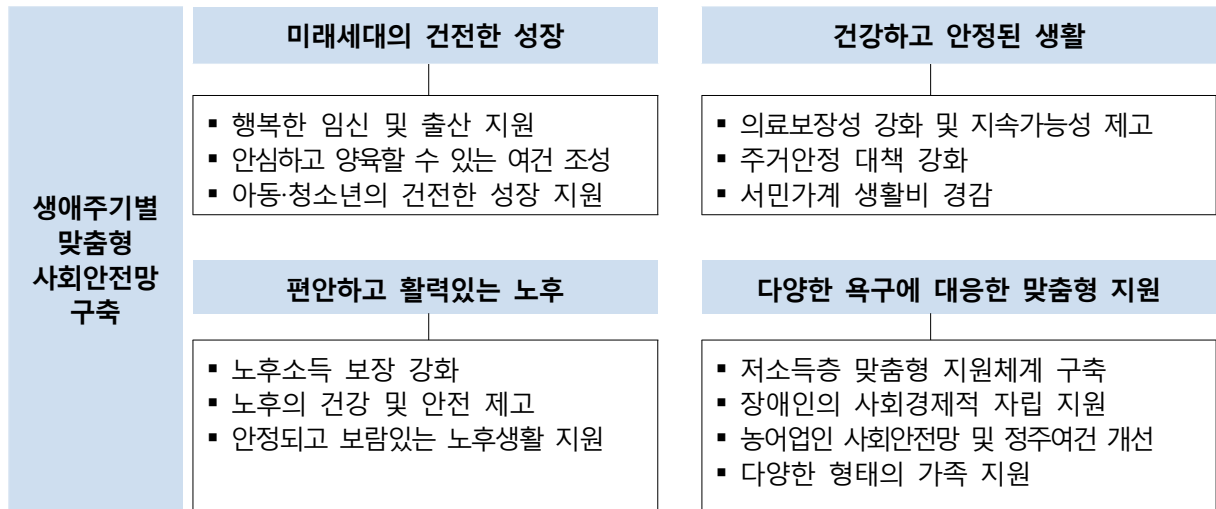 생애주기별
맞춤형
사회안전망
구축
미래세대의 건전한 성장
▪ 행복한 임신 및 출산 지원
▪ 안심하고 양육할 수 있는 여건 조성
▪ 아동·청소년의 건전한 성장 지원
건강하고 안정된 생활
▪ 의료보장성 강화 및 지속가능성 제고
▪ 주거안정 대책 강화
▪ 서민가계 생활비 경감
편안하고 활력있는 노후
▪ 노후소득 보장 강화
▪ 노후의 건강 및 안전 제고
▪ 안정되고 보람있는 노후생활 지원
다양한 욕구에 대응한 맞춤형 지원
▪ 저소득층 맞춤형 지원체계 구축
▪ 장애인의 사회경제적 자립 지원
▪ 농어업인 사회안전망 및 정주여건 개선
▪ 다양한 형태의 가족 지원